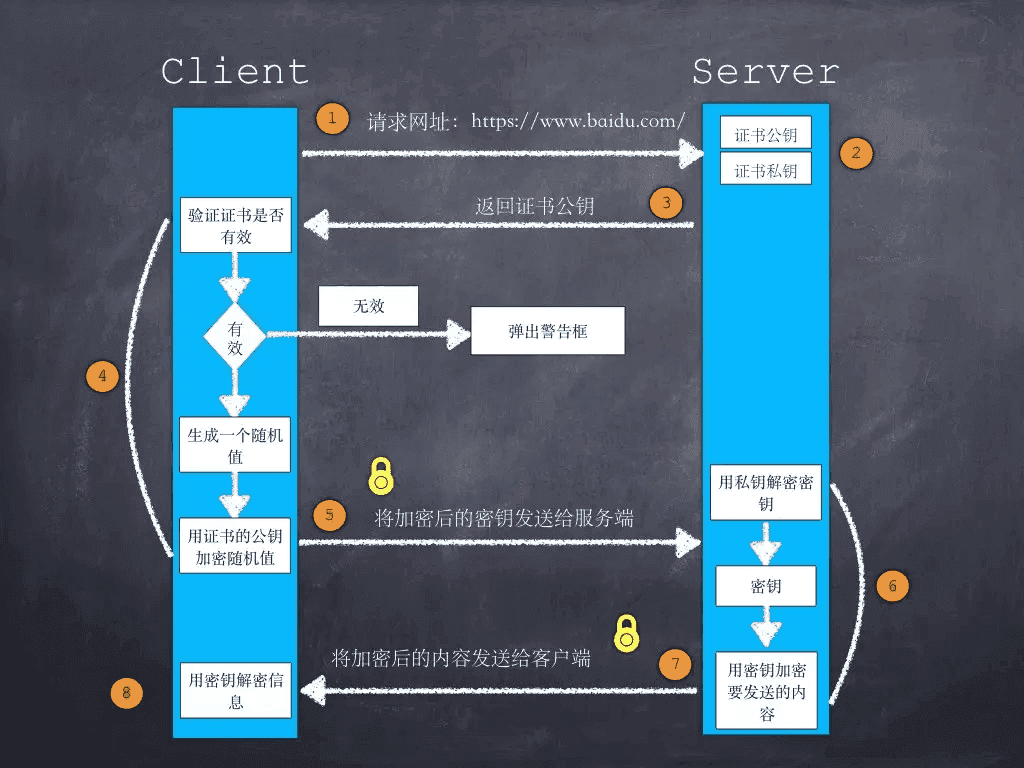 Client
Server
1
请求网址：https://www.baidu.com/
证书公钥
证书私钥
2
返回证书公钥
3
验证证书是否
有效
无效
弹出警告框
有
效
4
生成一个随机
值
用私钥解密密
钥
5
将加密后的密钥发送给服务端
用证书的公钥
加密随机值
密钥
6
将加密后的内容发送给客户端
7
用密钥加密
要发送的内
容
8
用密钥解密信
息